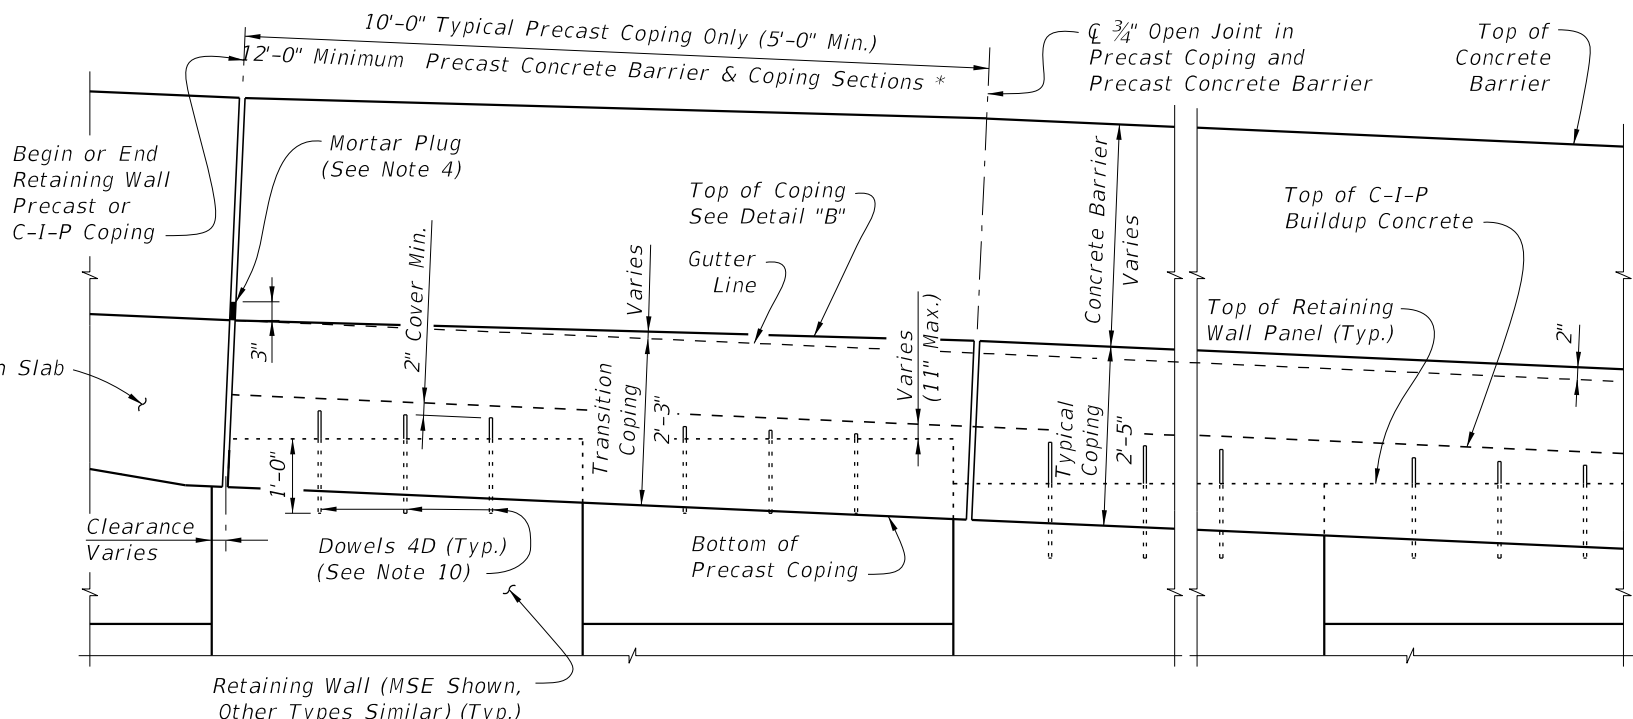 10'-0" Typical Precast Coping Only (5'-0" Min.)
12'-0" Minimum Precast Concrete Barrier & Coping Sections *
℄ ¾" Open Joint in
Precast Coping and
Precast Concrete Barrier
Top of
Concrete
Barrier
Begin or End
Retaining Wall
Precast or
C-I-P Coping
Mortar Plug
(See Note 4)
2" Cover Min.
Varies
Top of Coping
See Detail "B"
Gutter
Line
Concrete Barrier
Varies
Top of C-I-P
Buildup Concrete
Top of Retaining
Wall Panel (Typ.)
2"
3"
Slab
Varies
(11" Max.)
Transition
Coping
2'-3"
Typical
Coping
2'-5"
1'-0"
Clearance
Varies
Dowels 4D (Typ.)
(See Note 10)
Bottom of
Precast Coping
Retaining Wall (MSE Shown,
Other Types Similar) (Typ.)